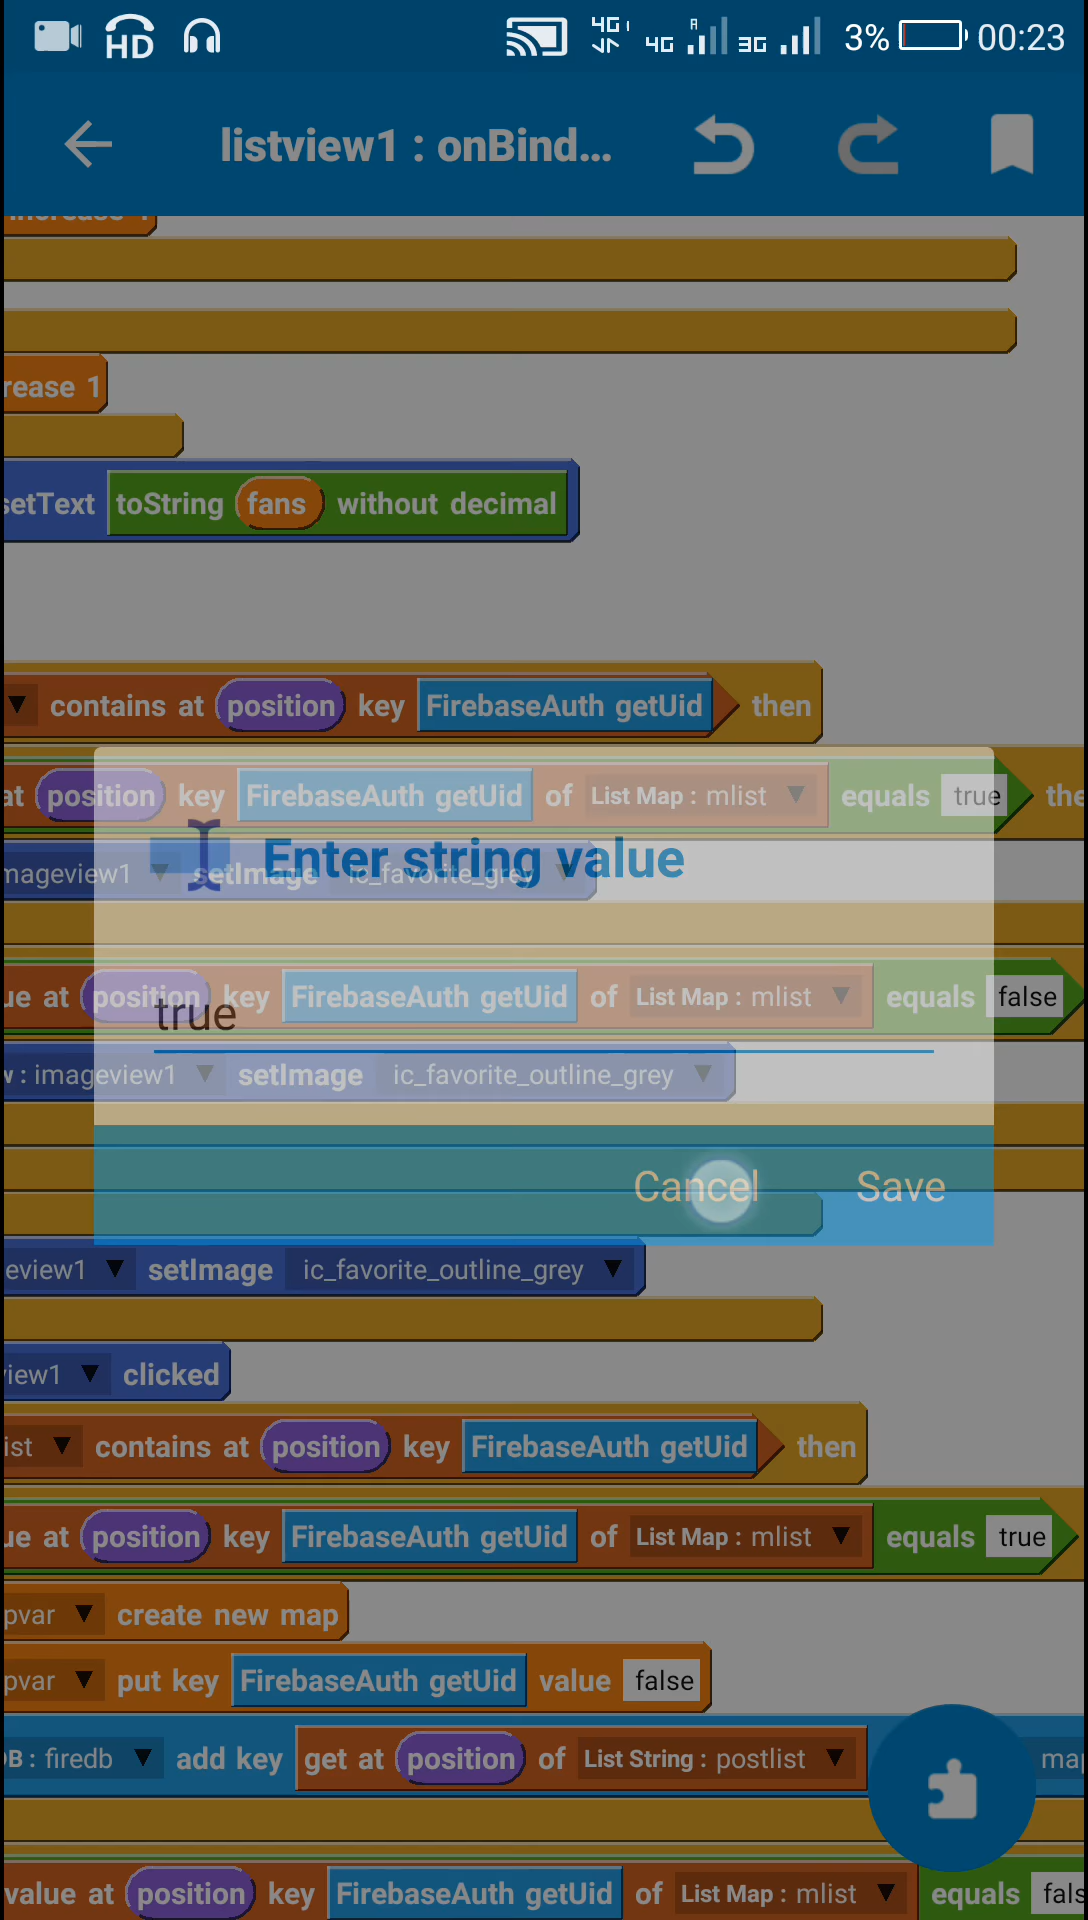 HD 4G 4G R 3G 3% 00:23
listview1 : onBind...
increase 1
rease 1
setText toString fans without decimal
contains at position key FirebaseAuth getUid then
at position key FirebaseAuth getUid of List Map : mlist equals true the
Enter string value
mageview1 setImage ic_favorite_grey
ue at position key FirebaseAuth getUid of List Map : mlist equals false
true
w : imageview1 setImage ic_favorite_outline_grey
Cancel Save
eview1 setImage ic_favorite_outline_grey
view1 clicked
ist contains at position key FirebaseAuth getUid then
ue at position key FirebaseAuth getUid of List Map : mlist equals true
pvar create new map
pvar put key FirebaseAuth getUid value false
DB : firedb add key get at position of List String : postlist map
value at position key FirebaseAuth getUid of List Map : mlist equals fals